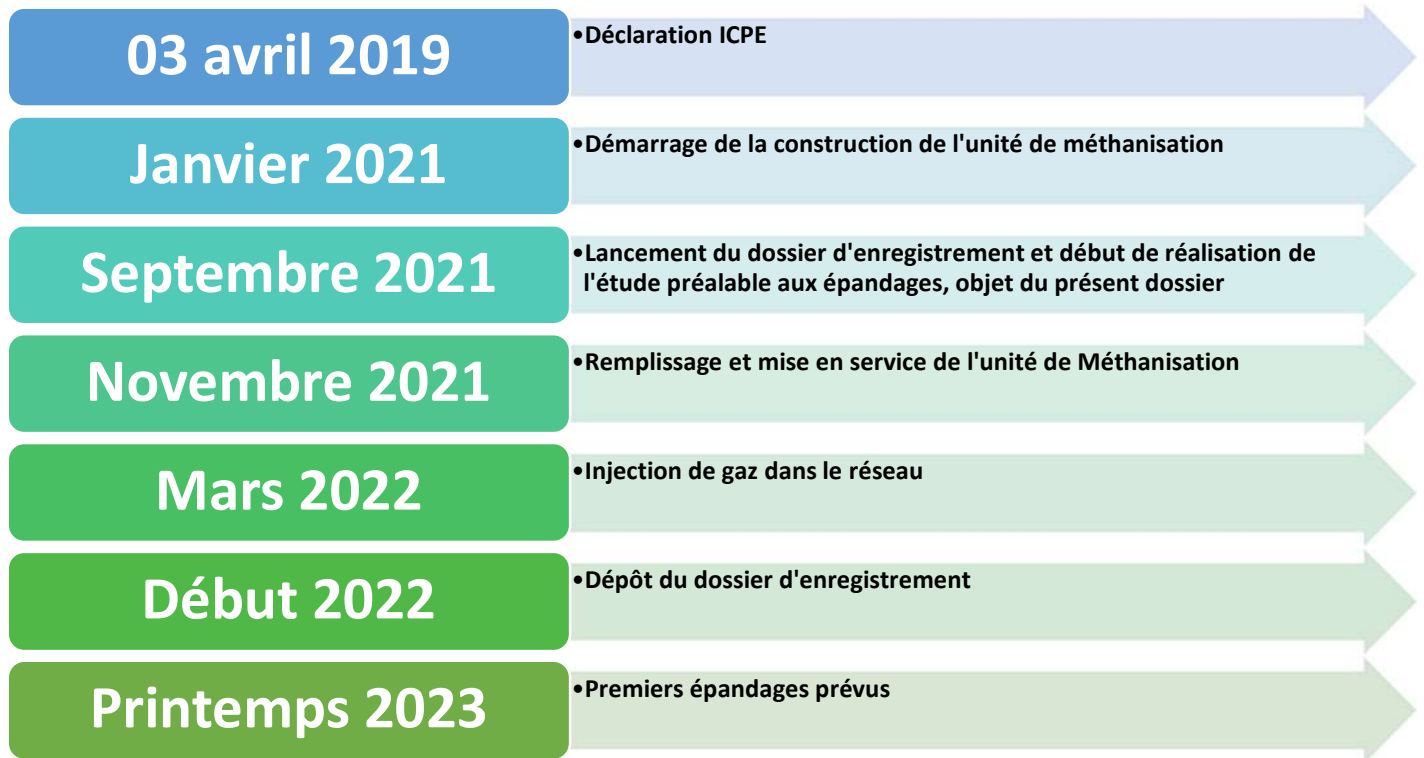 03 avril 2019
•Déclaration ICPE
Janvier 2021
•Démarrage de la construction de l'unité de méthanisation
Septembre 2021
•Lancement du dossier d'enregistrement et début de réalisation de
l'étude préalable aux épandages, objet du présent dossier
Novembre 2021
•Remplissage et mise en service de l'unité de Méthanisation
Mars 2022
•Injection de gaz dans le réseau
Début 2022
•Dépôt du dossier d'enregistrement
Printemps 2023
•Premiers épandages prévus